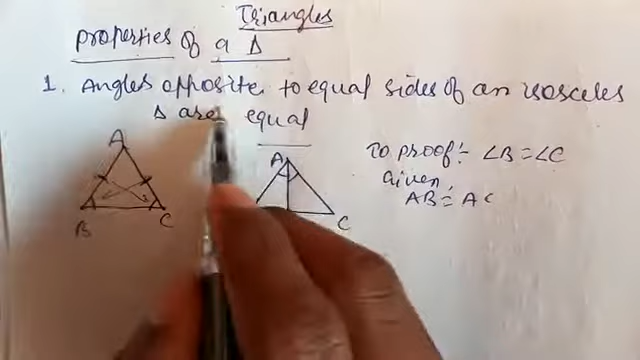 Triangles
Properties of a Δ
1. Angles opposite to equal sides of an isosceles
Δ are equal
A
B
C
A
C
To proof:- ∠B = ∠C
Given,
AB = AC